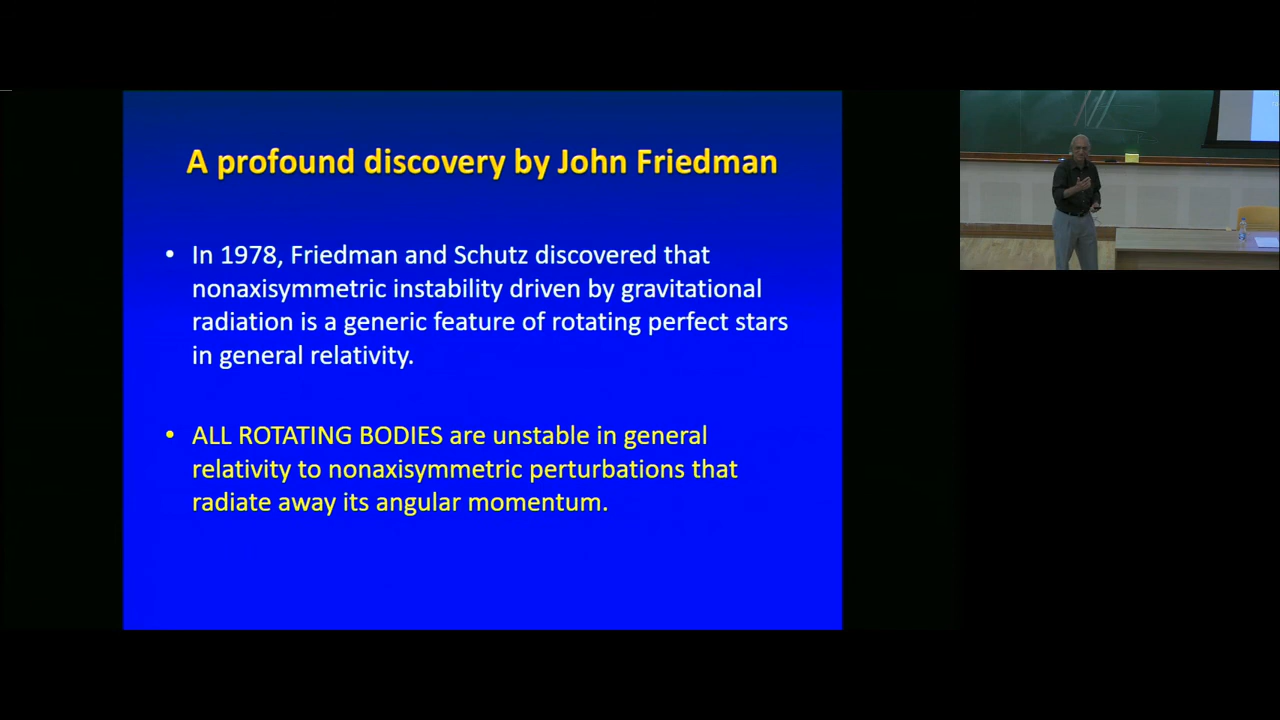 A profound discovery by John Friedman
• In 1978, Friedman and Schutz discovered that
nonaxisymmetric instability driven by gravitational
radiation is a generic feature of rotating perfect stars
in general relativity.
• ALL ROTATING BODIES are unstable in general
relativity to nonaxisymmetric perturbations that
radiate away its angular momentum.